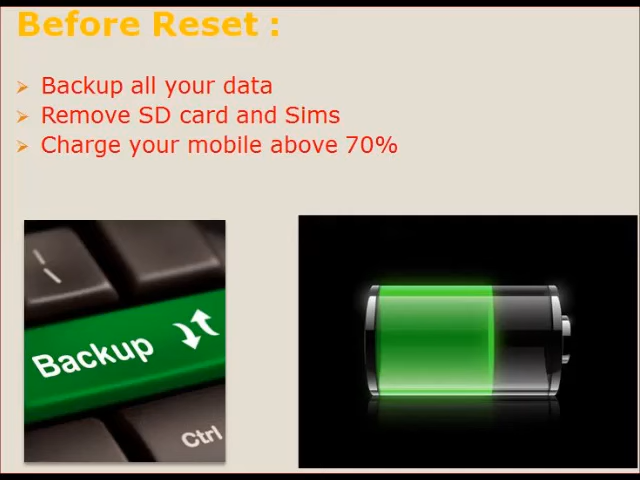 Before Reset :
Backup all your data
Remove SD card and Sims
Charge your mobile above 70%
Backup
Ctrl